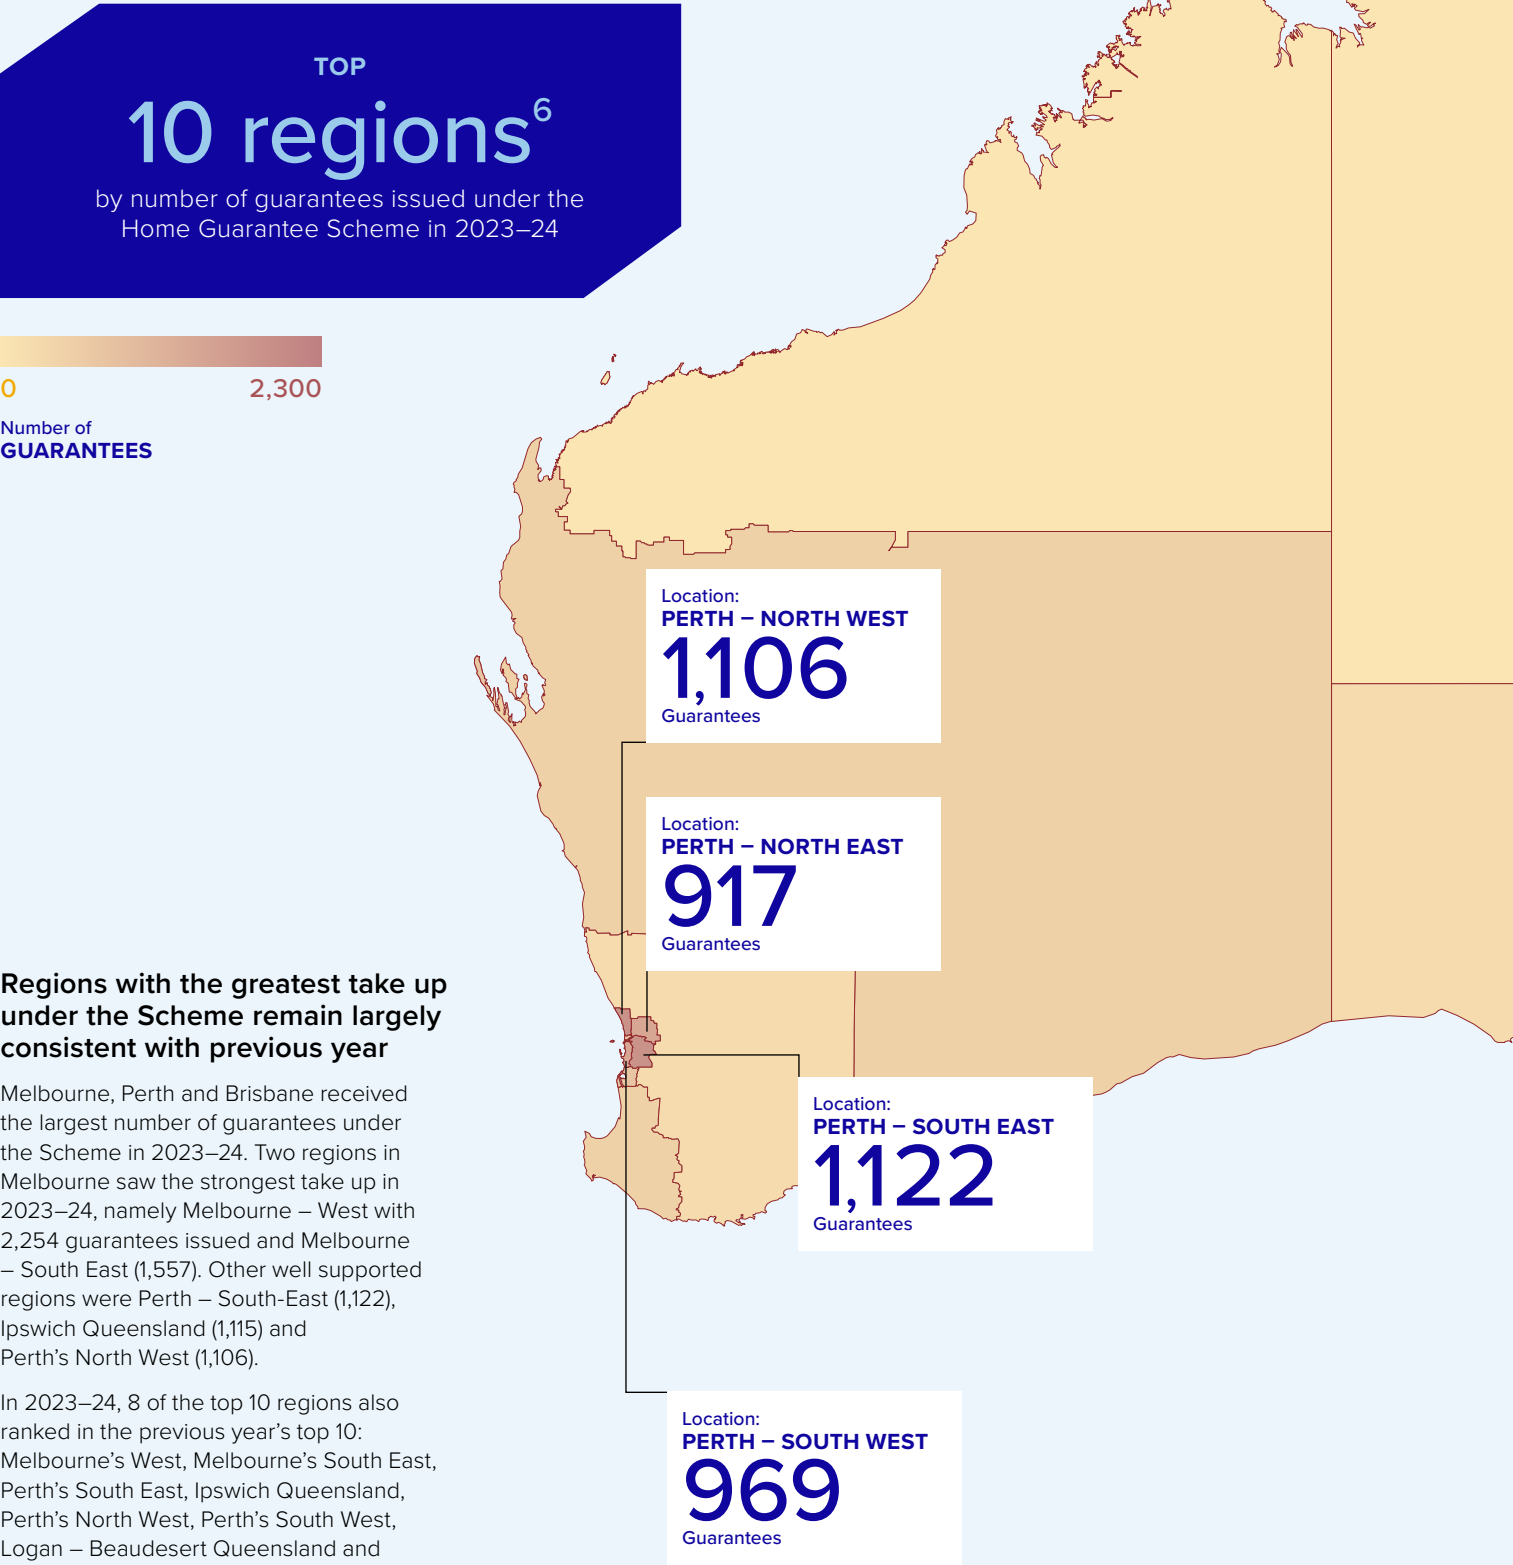 TOP
10 regions6
by number of guarantees issued under the
Home Guarantee Scheme in 2023–24
0 2,300
Number of
GUARANTEES
Location:
PERTH – NORTH WEST
1,106
Guarantees
Location:
PERTH – NORTH EAST
917
Guarantees
Location:
PERTH – SOUTH EAST
1,122
Guarantees
Location:
PERTH – SOUTH WEST
969
Guarantees
Regions with the greatest take up
under the Scheme remain largely
consistent with previous year
Melbourne, Perth and Brisbane received
the largest number of guarantees under
the Scheme in 2023–24. Two regions in
Melbourne saw the strongest take up in
2023–24, namely Melbourne – West with
2,254 guarantees issued and Melbourne
– South East (1,557). Other well supported
regions were Perth – South-East (1,122),
Ipswich Queensland (1,115) and
Perth’s North West (1,106).
In 2023–24, 8 of the top 10 regions also
ranked in the previous year’s top 10:
Melbourne’s West, Melbourne’s South East,
Perth’s South East, Ipswich Queensland,
Perth’s North West, Perth’s South West,
Logan – Beaudesert Queensland and